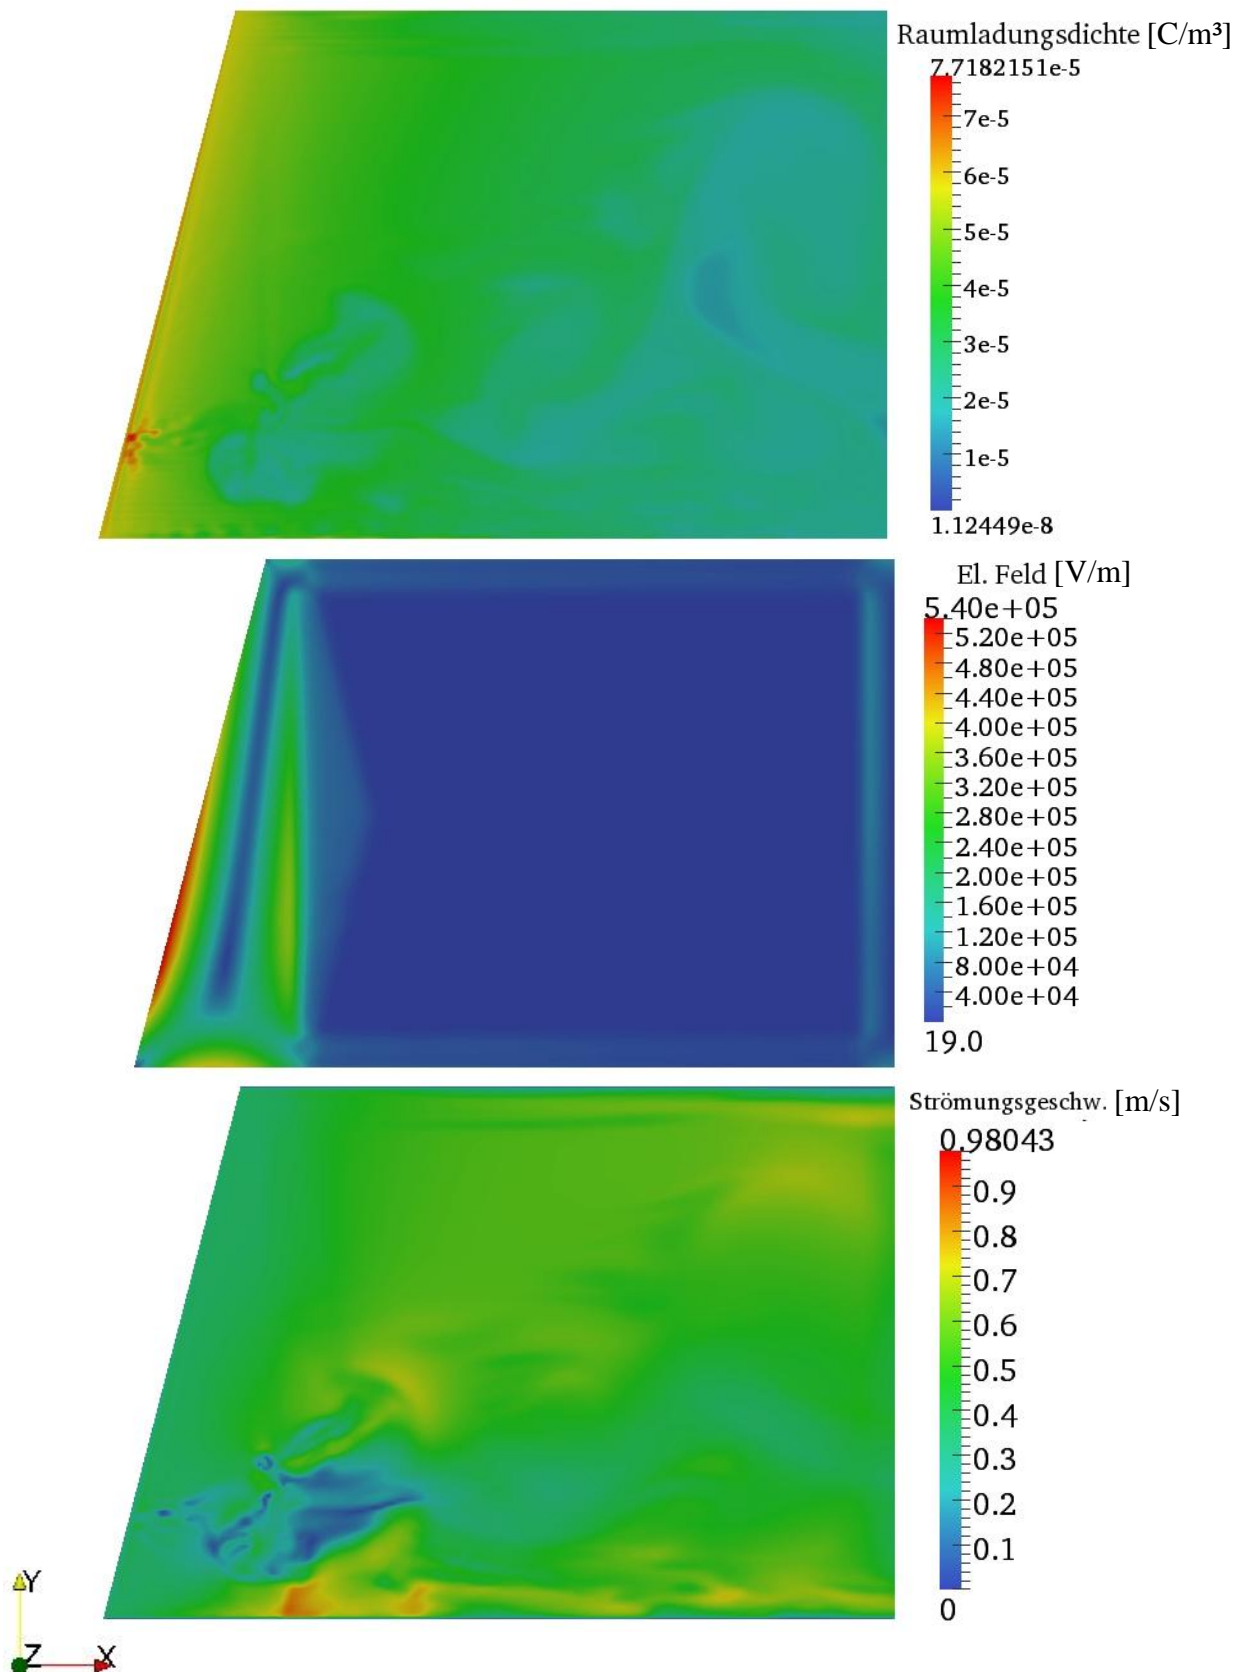 Raumladungsdichte [C/m³]
7.7182151e-5
7e-5
6e-5
5e-5
4e-5
3e-5
2e-5
1e-5
1.12449e-8
El. Feld [V/m]
5.40e+05
5.20e+05
4.80e+05
4.40e+05
4.00e+05
3.60e+05
3.20e+05
2.80e+05
2.40e+05
2.00e+05
1.60e+05
1.20e+05
8.00e+04
4.00e+04
19.0
Strömungsgeschw. [m/s]
0.98043
0.9
0.8
0.7
0.6
0.5
0.4
0.3
0.2
0.1
0
Y
Z X